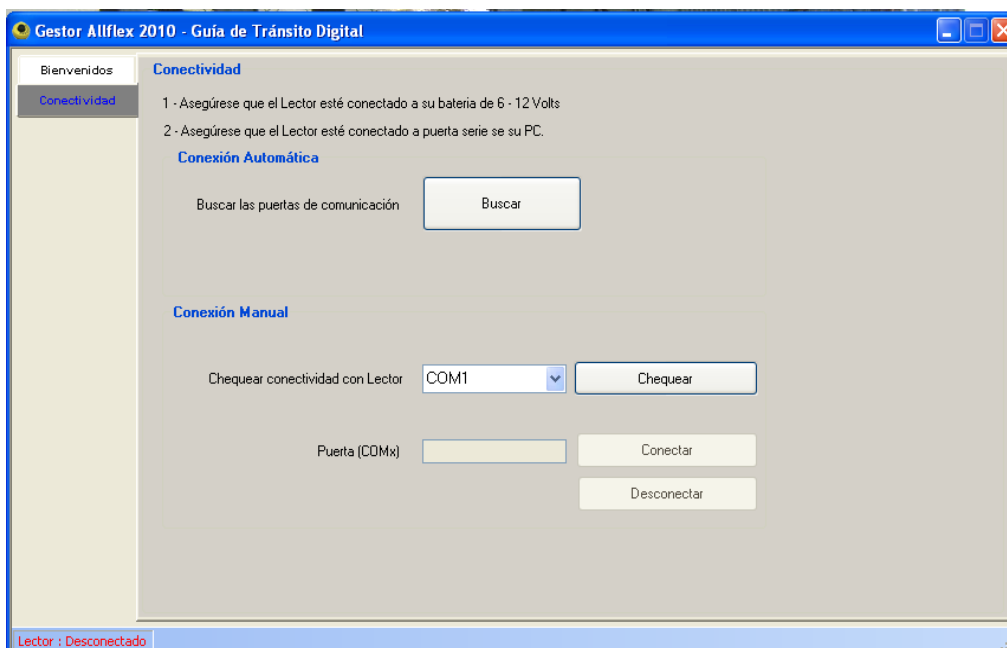 Gestor Allflex 2010 - Guía de Tránsito Digital
Bienvenidos
Conectividad
Conectividad
1 - Asegúrese que el Lector esté conectado a su bateria de 6 - 12 Volts
2 - Asegúrese que el Lector esté conectado a puerta serie se su PC.
Conexión Automática
Buscar las puertas de comunicación
Buscar
Conexión Manual
Chequear conectividad con Lector
COM1
Chequear
Puerta (COMx)
Conectar
Desconectar
Lector : Desconectado